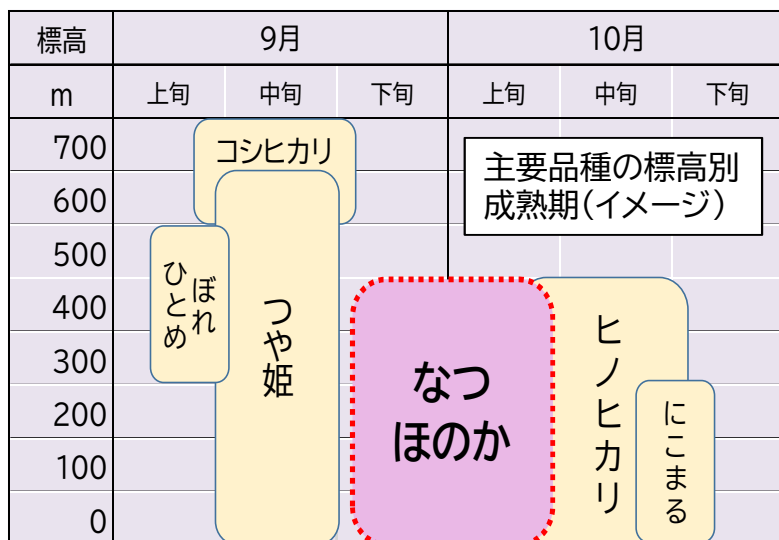 標高 9月 10月
m 上旬 中旬 下旬 上旬 中旬 下旬
700
600
500
400
300
200
100
0
コシヒカリ
主要品種の標高別
成熟期(イメージ)
ひとめ
ぼれ
つや姫
なつ
ほのか
ヒノヒカリ
にこまる